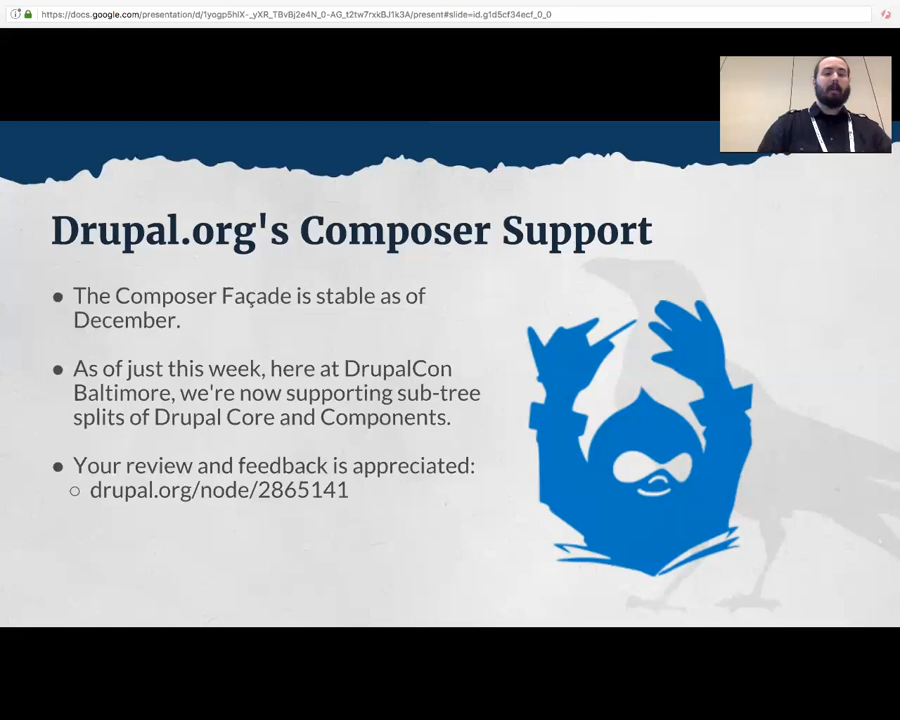 https://docs.google.com/presentation/d/1yogp5hlX-_yXR_TBvBj2e4N_0-AG_t2tw7rxkBJ1k3A/present#slide=id.g1d5cf34ecf_0_0
Drupal.org's Composer Support
● The Composer Façade is stable as of
December.
● As of just this week, here at DrupalCon
Baltimore, we're now supporting sub-tree
splits of Drupal Core and Components.
● Your review and feedback is appreciated:
○ drupal.org/node/2865141